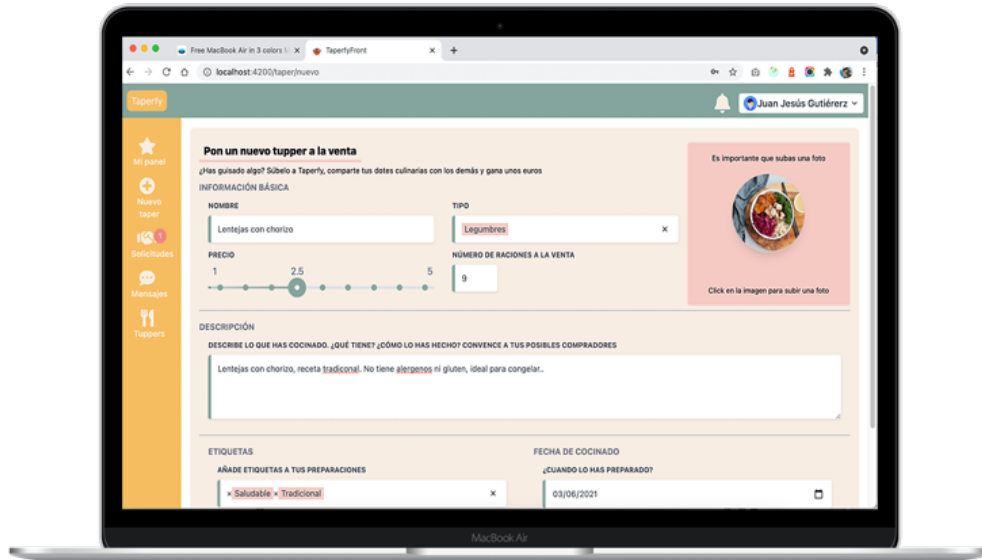 Free MacBook Air in 3 colors
TaperfyFront
localhost:4200/taper/nuevo
Taperfy
Juan Jesús Gutiérerz
Mi panel
Nuevo
taper
1
Solicitudes
Mensajes
Tuppers
Pon un nuevo tupper a la venta
¿Has guisado algo? Súbelo a Taperfy, comparte tus dotes culinarias con los demás y gana unos euros
INFORMACIÓN BÁSICA
NOMBRE
Lentejas con chorizo
TIPO
Legumbres
PRECIO
1 2.5 5
NÚMERO DE RACIONES A LA VENTA
9
Es importante que subas una foto
Click en la imagen para subir una foto
DESCRIPCIÓN
DESCRIBE LO QUE HAS COCINADO. ¿QUÉ TIENE? ¿CÓMO LO HAS HECHO? CONVENCE A TUS POSIBLES COMPRADORES
Lentejas con chorizo, receta tradiconal. No tiene alergenos ni gluten, ideal para congelar..
ETIQUETAS
AÑADE ETIQUETAS A TUS PREPARACIONES
× Saludable × Tradicional
FECHA DE COCINADO
¿CUANDO LO HAS PREPARADO?
03/06/2021
MacBook Air